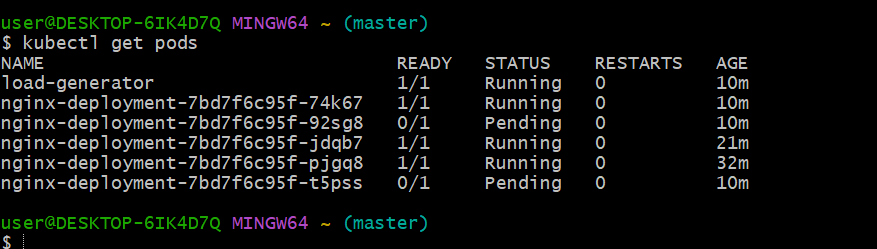 user@DESKTOP-6IK4D7Q MINGW64 ~ (master)
$ kubectl get pods
NAME                                READY   STATUS    RESTARTS   AGE
load-generator                      1/1     Running   0          10m
nginx-deployment-7bd7f6c95f-74k67   1/1     Running   0          10m
nginx-deployment-7bd7f6c95f-92sg8   0/1     Pending   0          10m
nginx-deployment-7bd7f6c95f-jdqb7   1/1     Running   0          21m
nginx-deployment-7bd7f6c95f-pjgq8   1/1     Running   0          32m
nginx-deployment-7bd7f6c95f-t5pss   0/1     Pending   0          10m
user@DESKTOP-6IK4D7Q MINGW64 ~ (master)
$